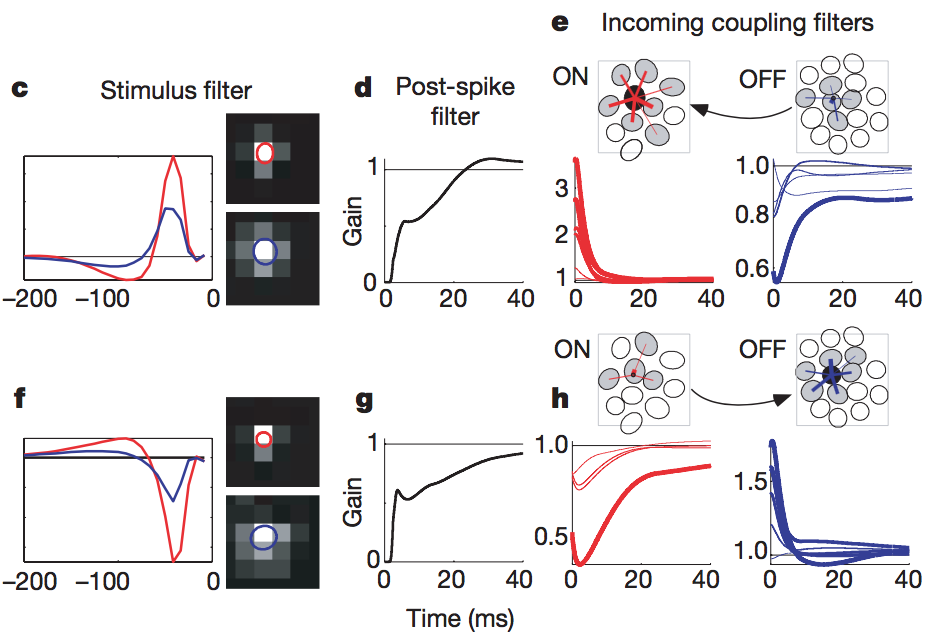 e Incoming coupling filters
c Stimulus filter
d Post-spike
filter
ON
OFF
1
Gain
0
0 20 40
3
2
1
0 20 40
1.0
0.8
0.6
0 20 40
–200 –100 0
ON
OFF
f
g
h
1
Gain
0
0 20 40
1.0
0.5
0 20 40
1.5
1.0
0 20 40
–200 –100 0
Time (ms)